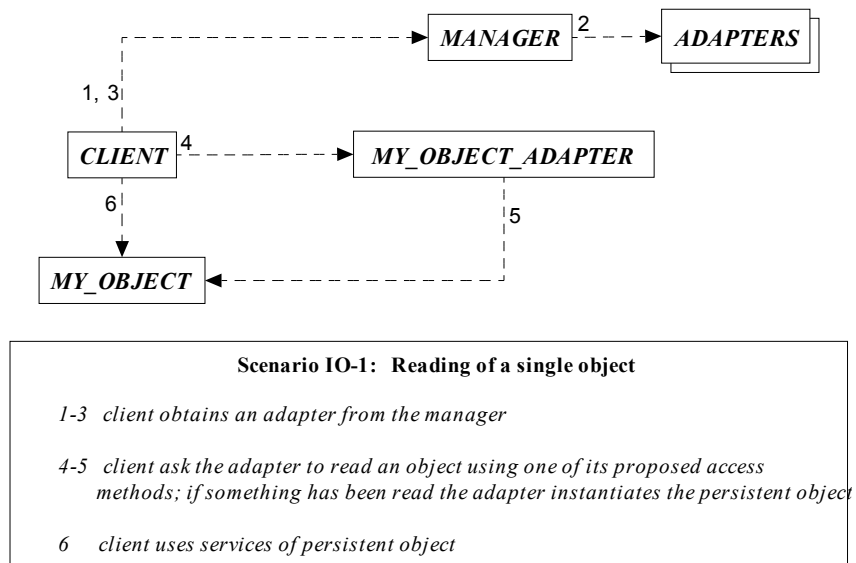 MANAGER
2
ADAPTERS
1, 3
CLIENT
4
MY_OBJECT_ADAPTER
6
5
MY_OBJECT
Scenario IO-1: Reading of a single object
1-3 client obtains an adapter from the manager
4-5 client ask the adapter to read an object using one of its proposed access
methods; if something has been read the adapter instantiates the persistent object
6 client uses services of persistent object